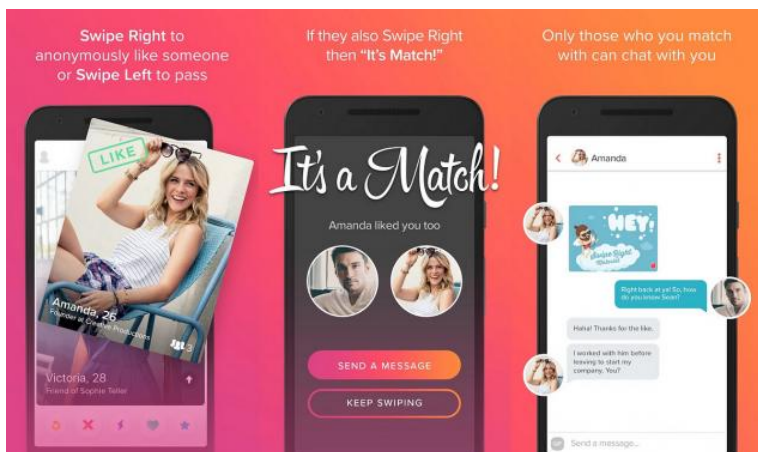 Swipe Right to
anonymously like someone
or Swipe Left to pass
LIKE
Amanda, 26
Founder at Creative Productions
3
Victoria, 28
Friend of Sophie Teller
If they also Swipe Right
then "It's Match!"
It's a Match!
Amanda liked you too
SEND A MESSAGE
KEEP SWIPING
Only those who you match
with can chat with you
Amanda
HEY!
Swipe Right
Right back at ya! So, how
do you know Sean?
Haha! Thanks for the like.
I worked with him before
leaving to start my
company. You?
GIF
Send a message...